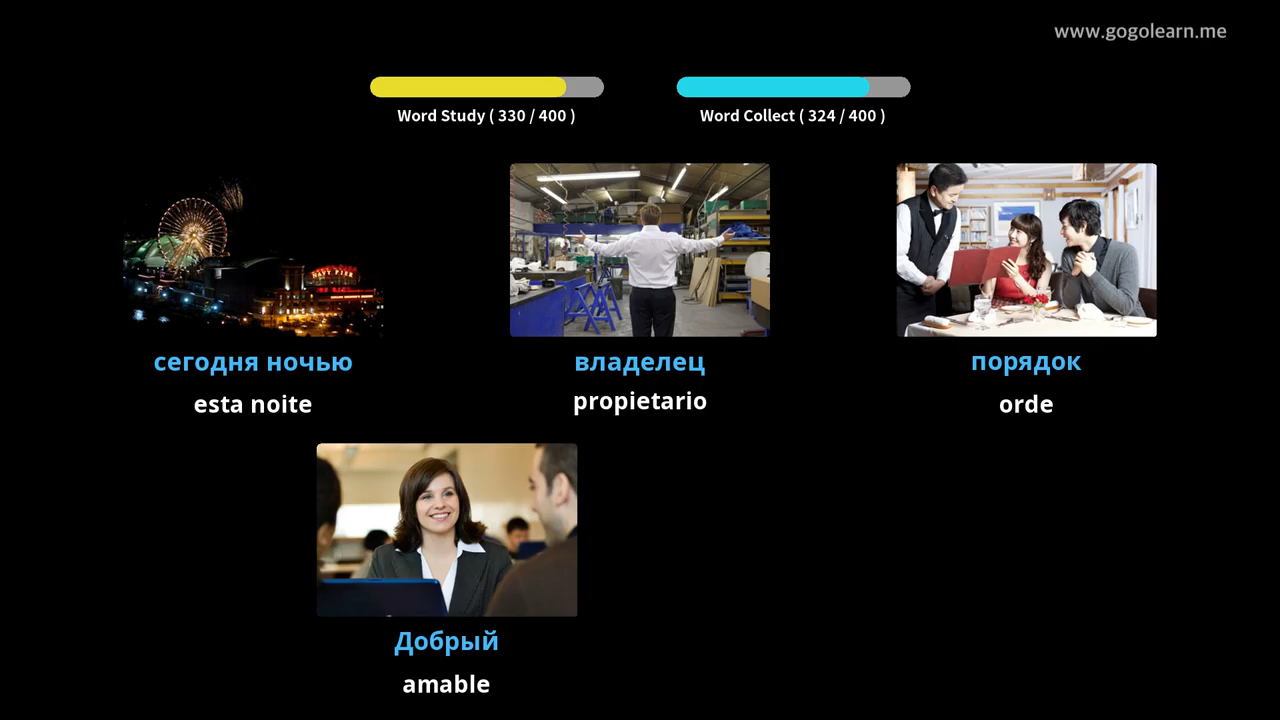 www.gogolearn.me
Word Study ( 330 / 400 )
Word Collect ( 324 / 400 )
сегодня ночью
esta noite
владелец
propietario
порядок
orde
Добрый
amable